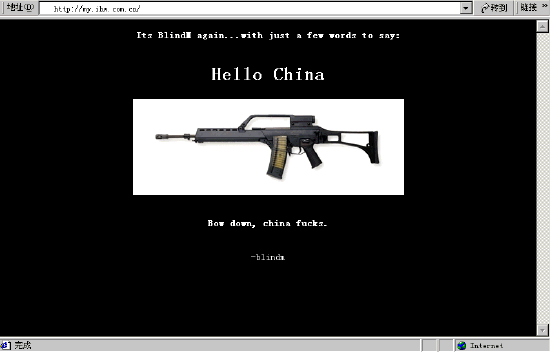 地址(D) http://my.ibw.com.cn/ 转到 链接 »
Its BlindM again...with just a few words to say:
Hello China
Bow down, china fucks.
-blindm
完成 Internet